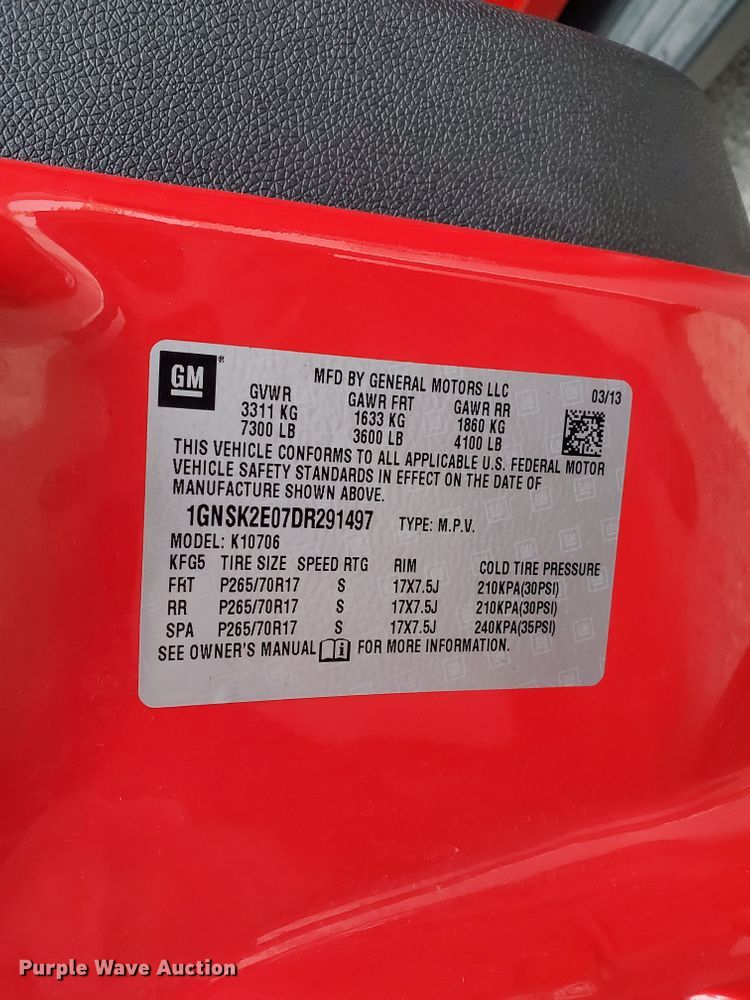 GM
MFD BY GENERAL MOTORS LLC 03/13
GVWR GAWR FRT GAWR RR
3311 KG 1633 KG 1860 KG
7300 LB 3600 LB 4100 LB
THIS VEHICLE CONFORMS TO ALL APPLICABLE U.S. FEDERAL MOTOR
VEHICLE SAFETY STANDARDS IN EFFECT ON THE DATE OF
MANUFACTURE SHOWN ABOVE.
1GNSK2E07DR291497 TYPE: M.P.V.
MODEL: K10706
KFG5 TIRE SIZE SPEED RTG RIM COLD TIRE PRESSURE
FRT P265/70R17 S 17X7.5J 210KPA(30PSI)
RR P265/70R17 S 17X7.5J 210KPA(30PSI)
SPA P265/70R17 S 17X7.5J 240KPA(35PSI)
SEE OWNER'S MANUAL i FOR MORE INFORMATION.
Purple Wave Auction